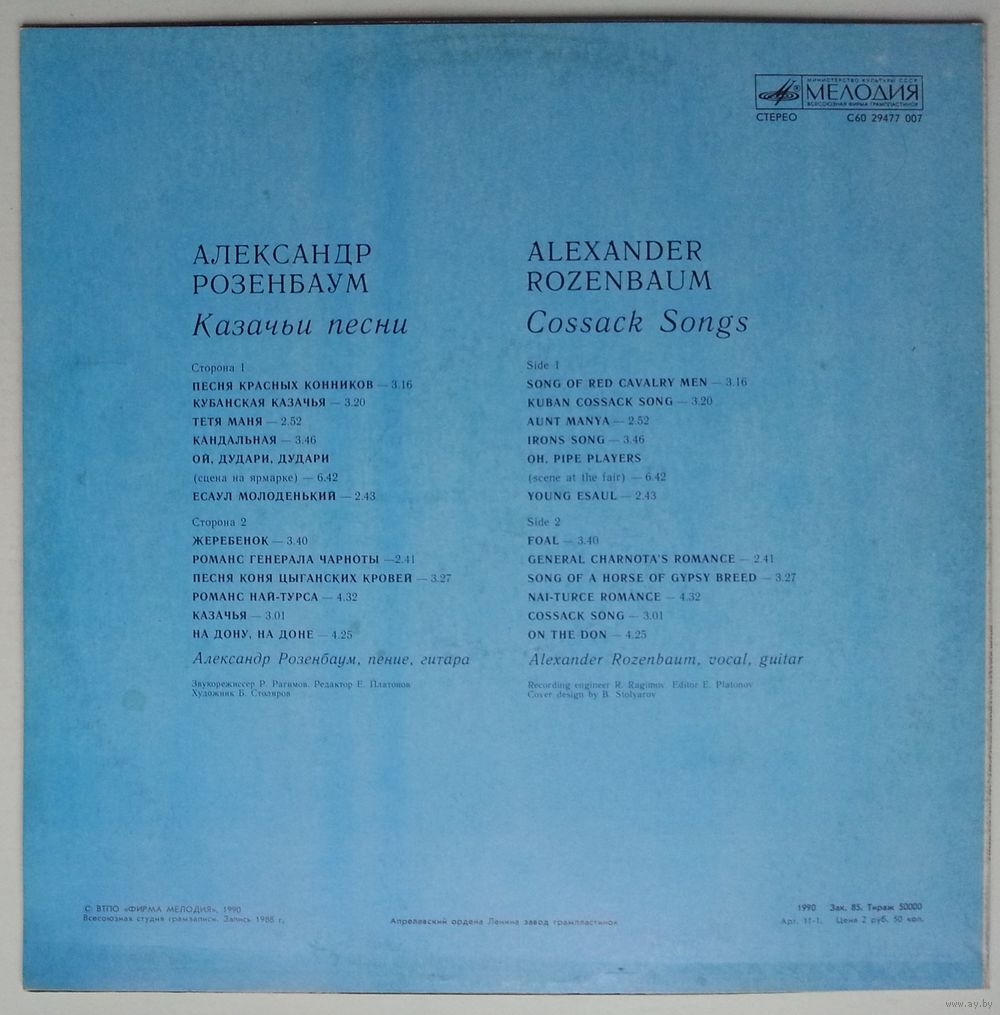 МИНИСТЕРСТВО КУЛЬТУРЫ СССР
МЕЛОДИЯ
ВСЕСОЮЗНАЯ ФИРМА ГРАМПЛАСТИНОК
СТЕРЕО С60 29477 007
АЛЕКСАНДР
РОЗЕНБАУМ
Казачьи песни
Сторона 1
ПЕСНЯ КРАСНЫХ КОННИКОВ — 3.16
КУБАНСКАЯ КАЗАЧЬЯ — 3.20
ТЕТЯ МАНЯ — 2.52
КАНДАЛЬНАЯ — 3.46
ОЙ, ДУДАРИ, ДУДАРИ
(сцена на ярмарке) — 6.42
ЕСАУЛ МОЛОДЕНЬКИЙ — 2.43
Сторона 2
ЖЕРЕБЕНОК — 3.40
РОМАНС ГЕНЕРАЛА ЧАРНОТЫ —2.41
ПЕСНЯ КОНЯ ЦЫГАНСКИХ КРОВЕЙ — 3.27
РОМАНС НАЙ-ТУРСА — 4.32
КАЗАЧЬЯ — 3.01
НА ДОНУ, НА ДОНЕ — 4.25
Александр Розенбаум, пение, гитара
Звукорежиссер Р. Рагимов. Редактор Е. Платонов
Художник Б. Столяров
ALEXANDER
ROZENBAUM
Cossack Songs
Side 1
SONG OF RED CAVALRY MEN — 3.16
KUBAN COSSACK SONG — 3.20
AUNT MANYA — 2.52
IRONS SONG — 3.46
OH, PIPE PLAYERS
(scene at the fair) — 6.42
YOUNG ESAUL — 2.43
Side 2
FOAL — 3.40
GENERAL CHARNOTA'S ROMANCE — 2.41
SONG OF A HORSE OF GYPSY BREED — 3.27
NAI-TURCE ROMANCE — 4.32
COSSACK SONG — 3.01
ON THE DON — 4.25
Alexander Rozenbaum, vocal, guitar
Recording engineer R. Ragimov. Editor E. Platonov
Cover design by B. Stolyarov
© ВТПО «ФИРМА МЕЛОДИЯ», 1990
Всесоюзная студия грамзаписи. Запись 1988 г.
Апрелевский ордена Ленина завод грампластинок
1990 Зак. 85. Тираж 50000
Арт. 11-1. Цена 2 руб. 50 коп.
www.ay.by